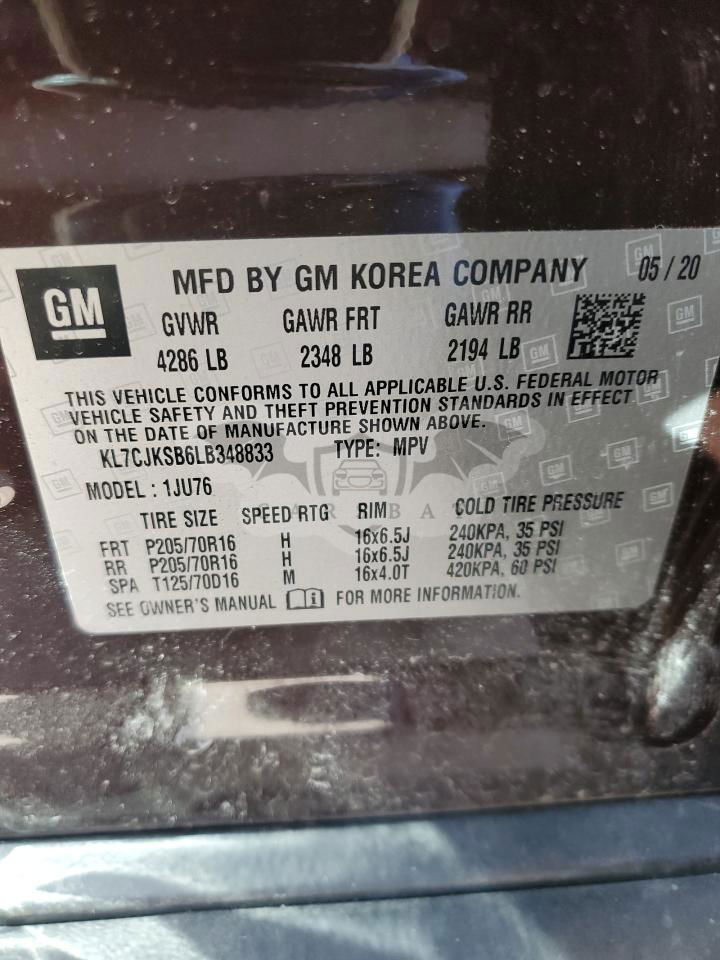 GM
MFD BY GM KOREA COMPANY 05 / 20
GVWR GAWR FRT GAWR RR
4286 LB 2348 LB 2194 LB
THIS VEHICLE CONFORMS TO ALL APPLICABLE U.S. FEDERAL MOTOR
VEHICLE SAFETY AND THEFT PREVENTION STANDARDS IN EFFECT
ON THE DATE OF MANUFACTURE SHOWN ABOVE.
KL7CJKSB6LB348833 TYPE: MPV
MODEL : 1JU76
TIRE SIZE SPEED RTG RIM COLD TIRE PRESSURE
FRT P205/70R16 H 16x6.5J 240KPA, 35 PSI
RR P205/70R16 H 16x6.5J 240KPA, 35 PSI
SPA T125/70D16 M 16x4.0T 420KPA, 60 PSI
SEE OWNER'S MANUAL FOR MORE INFORMATION.